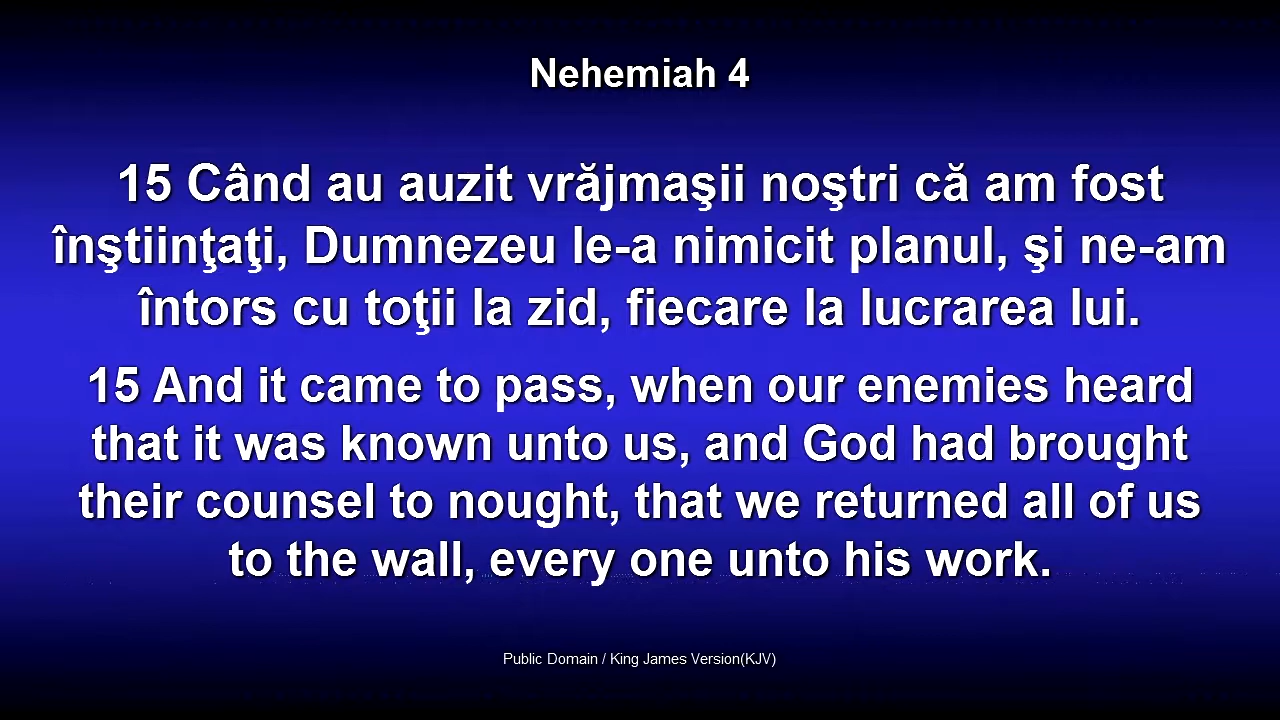 Nehemiah 4
15 Când au auzit vrăjmaşii noştri că am fost
înştiinţaţi, Dumnezeu le-a nimicit planul, şi ne-am
întors cu toţii la zid, fiecare la lucrarea lui.
15 And it came to pass, when our enemies heard
that it was known unto us, and God had brought
their counsel to nought, that we returned all of us
to the wall, every one unto his work.
Public Domain / King James Version(KJV)